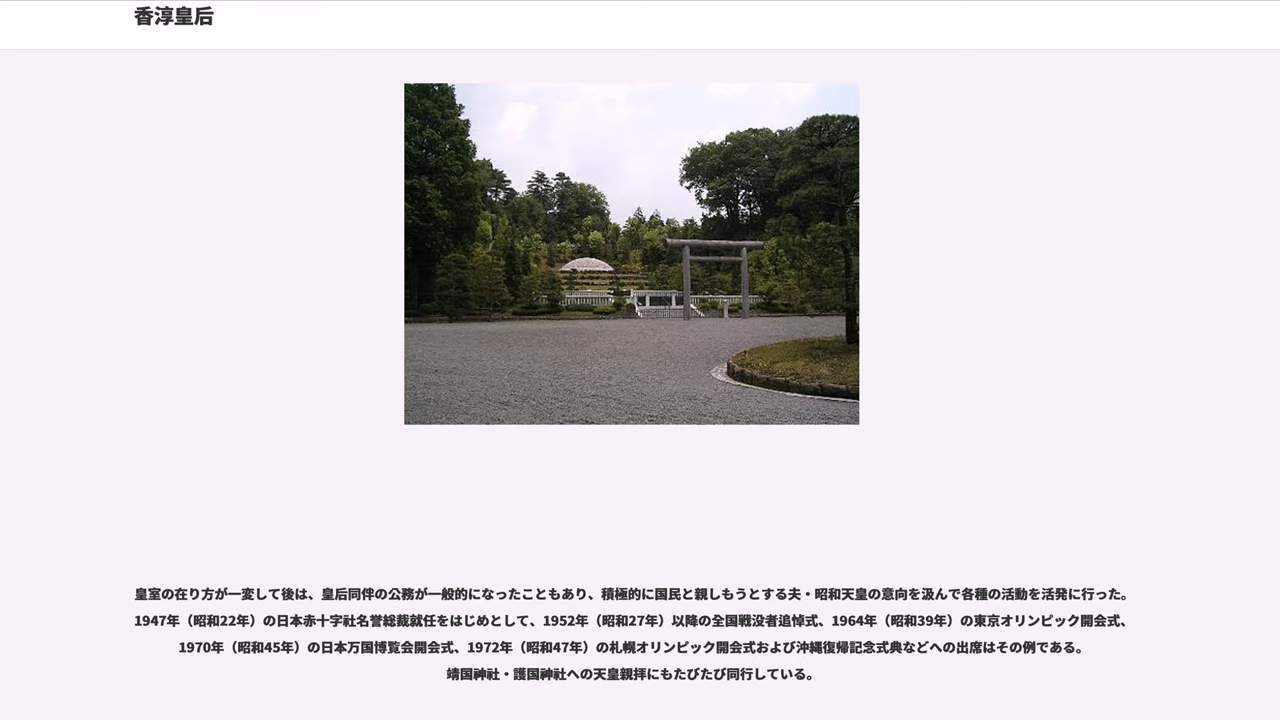 香淳皇后
皇室の在り方が一変して後は、皇后同伴の公務が一般的になったこともあり、積極的に国民と親しもうとする夫・昭和天皇の意向を汲んで各種の活動を活発に行った。
1947年（昭和22年）の日本赤十字社名誉総裁就任をはじめとして、1952年（昭和27年）以降の全国戦没者追悼式、1964年（昭和39年）の東京オリンピック開会式、
1970年（昭和45年）の日本万国博覧会開会式、1972年（昭和47年）の札幌オリンピック開会式および沖縄復帰記念式典などへの出席はその例である。
靖国神社・護国神社への天皇親拝にもたびたび同行している。